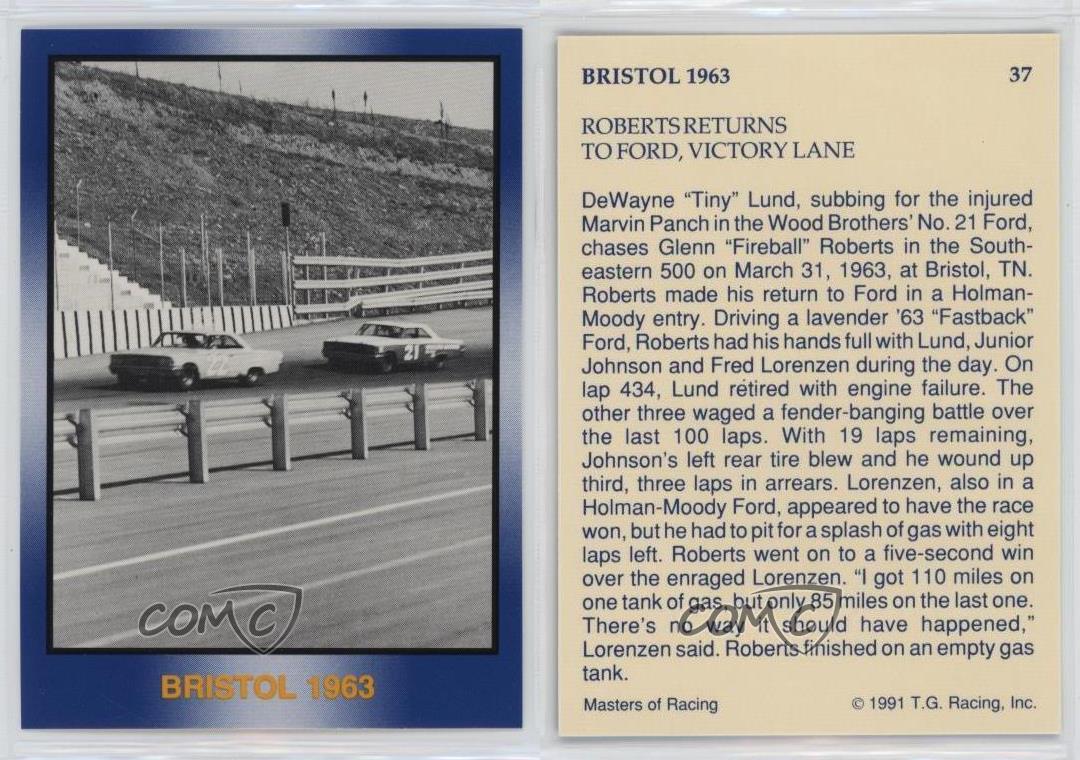 22
21
COMC
BRISTOL 1963
BRISTOL 1963 37
ROBERTS RETURNS
TO FORD, VICTORY LANE
DeWayne “Tiny” Lund, subbing for the injured
Marvin Panch in the Wood Brothers’ No. 21 Ford,
chases Glenn “Fireball” Roberts in the South-
eastern 500 on March 31, 1963, at Bristol, TN.
Roberts made his return to Ford in a Holman-
Moody entry. Driving a lavender ’63 “Fastback”
Ford, Roberts had his hands full with Lund, Junior
Johnson and Fred Lorenzen during the day. On
lap 434, Lund retired with engine failure. The
other three waged a fender-banging battle over
the last 100 laps. With 19 laps remaining,
Johnson’s left rear tire blew and he wound up
third, three laps in arrears. Lorenzen, also in a
Holman-Moody Ford, appeared to have the race
won, but he had to pit for a splash of gas with eight
laps left. Roberts went on to a five-second win
over the enraged Lorenzen. “I got 110 miles on
one tank of gas, but only 85 miles on the last one.
There’s no way it should have happened,”
Lorenzen said. Roberts finished on an empty gas
tank.
COMC
Masters of Racing © 1991 T.G. Racing, Inc.